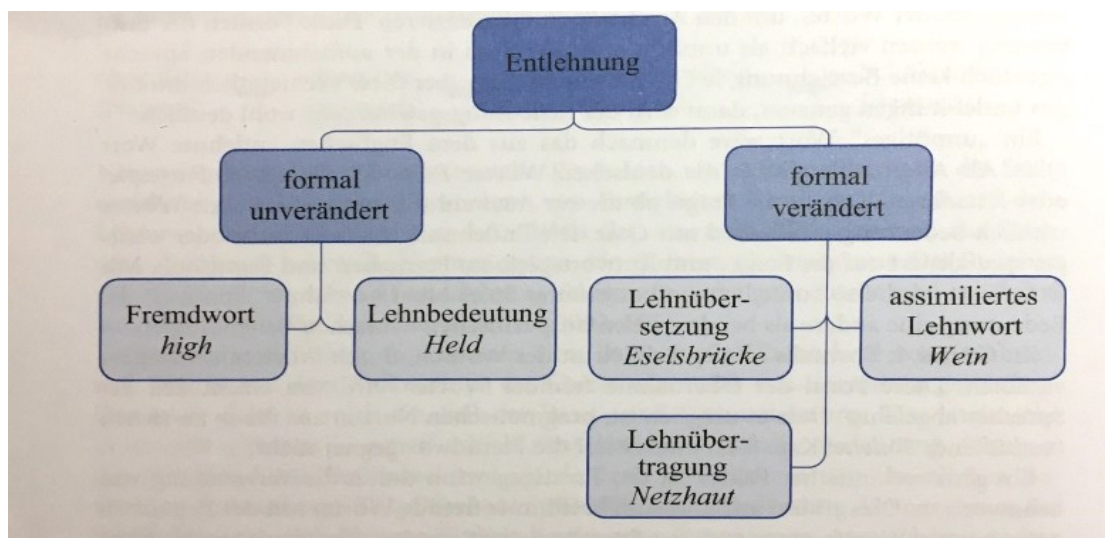 Entlehnung
formal
unverändert
formal
verändert
Fremdwort
high
Lehnbedeutung
Held
Lehnüber-
setzung
Eselsbrücke
assimiliertes
Lehnwort
Wein
Lehnüber-
tragung
Netzhaut